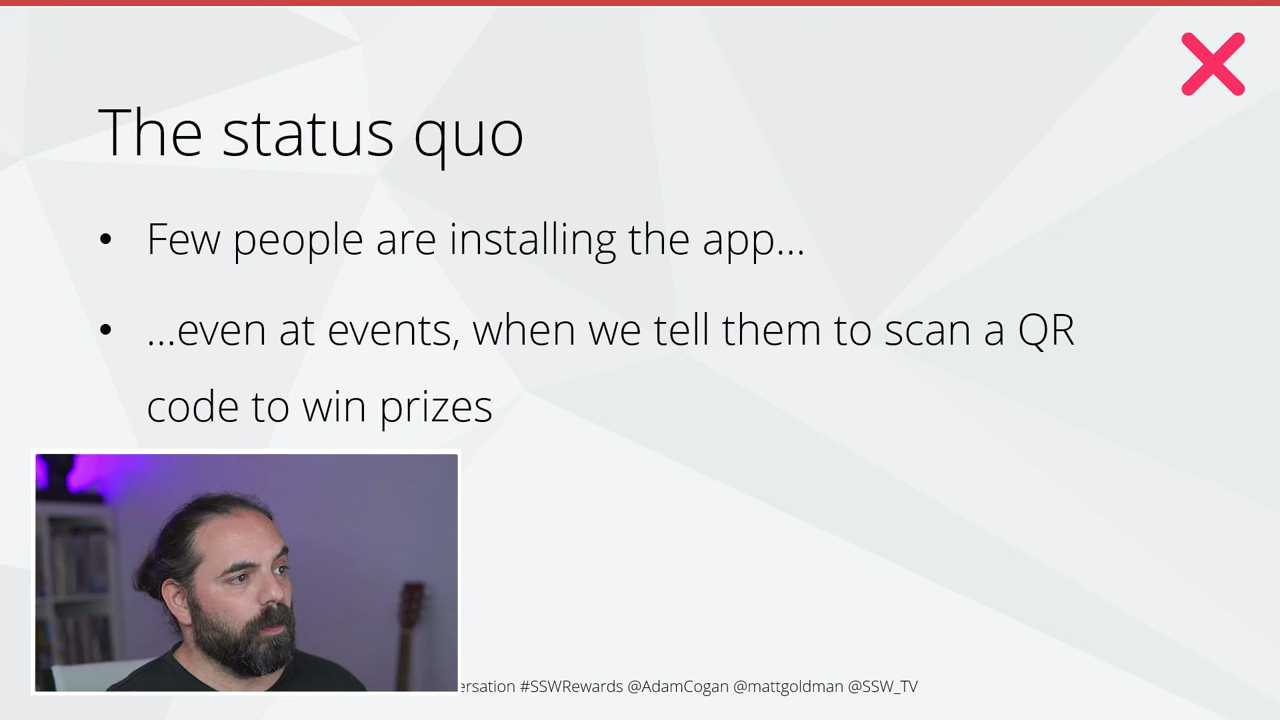 The status quo
• Few people are installing the app...
• ...even at events, when we tell them to scan a QR
code to win prizes
#SSWRewards @AdamCogan @mattgoldman @SSW_TV